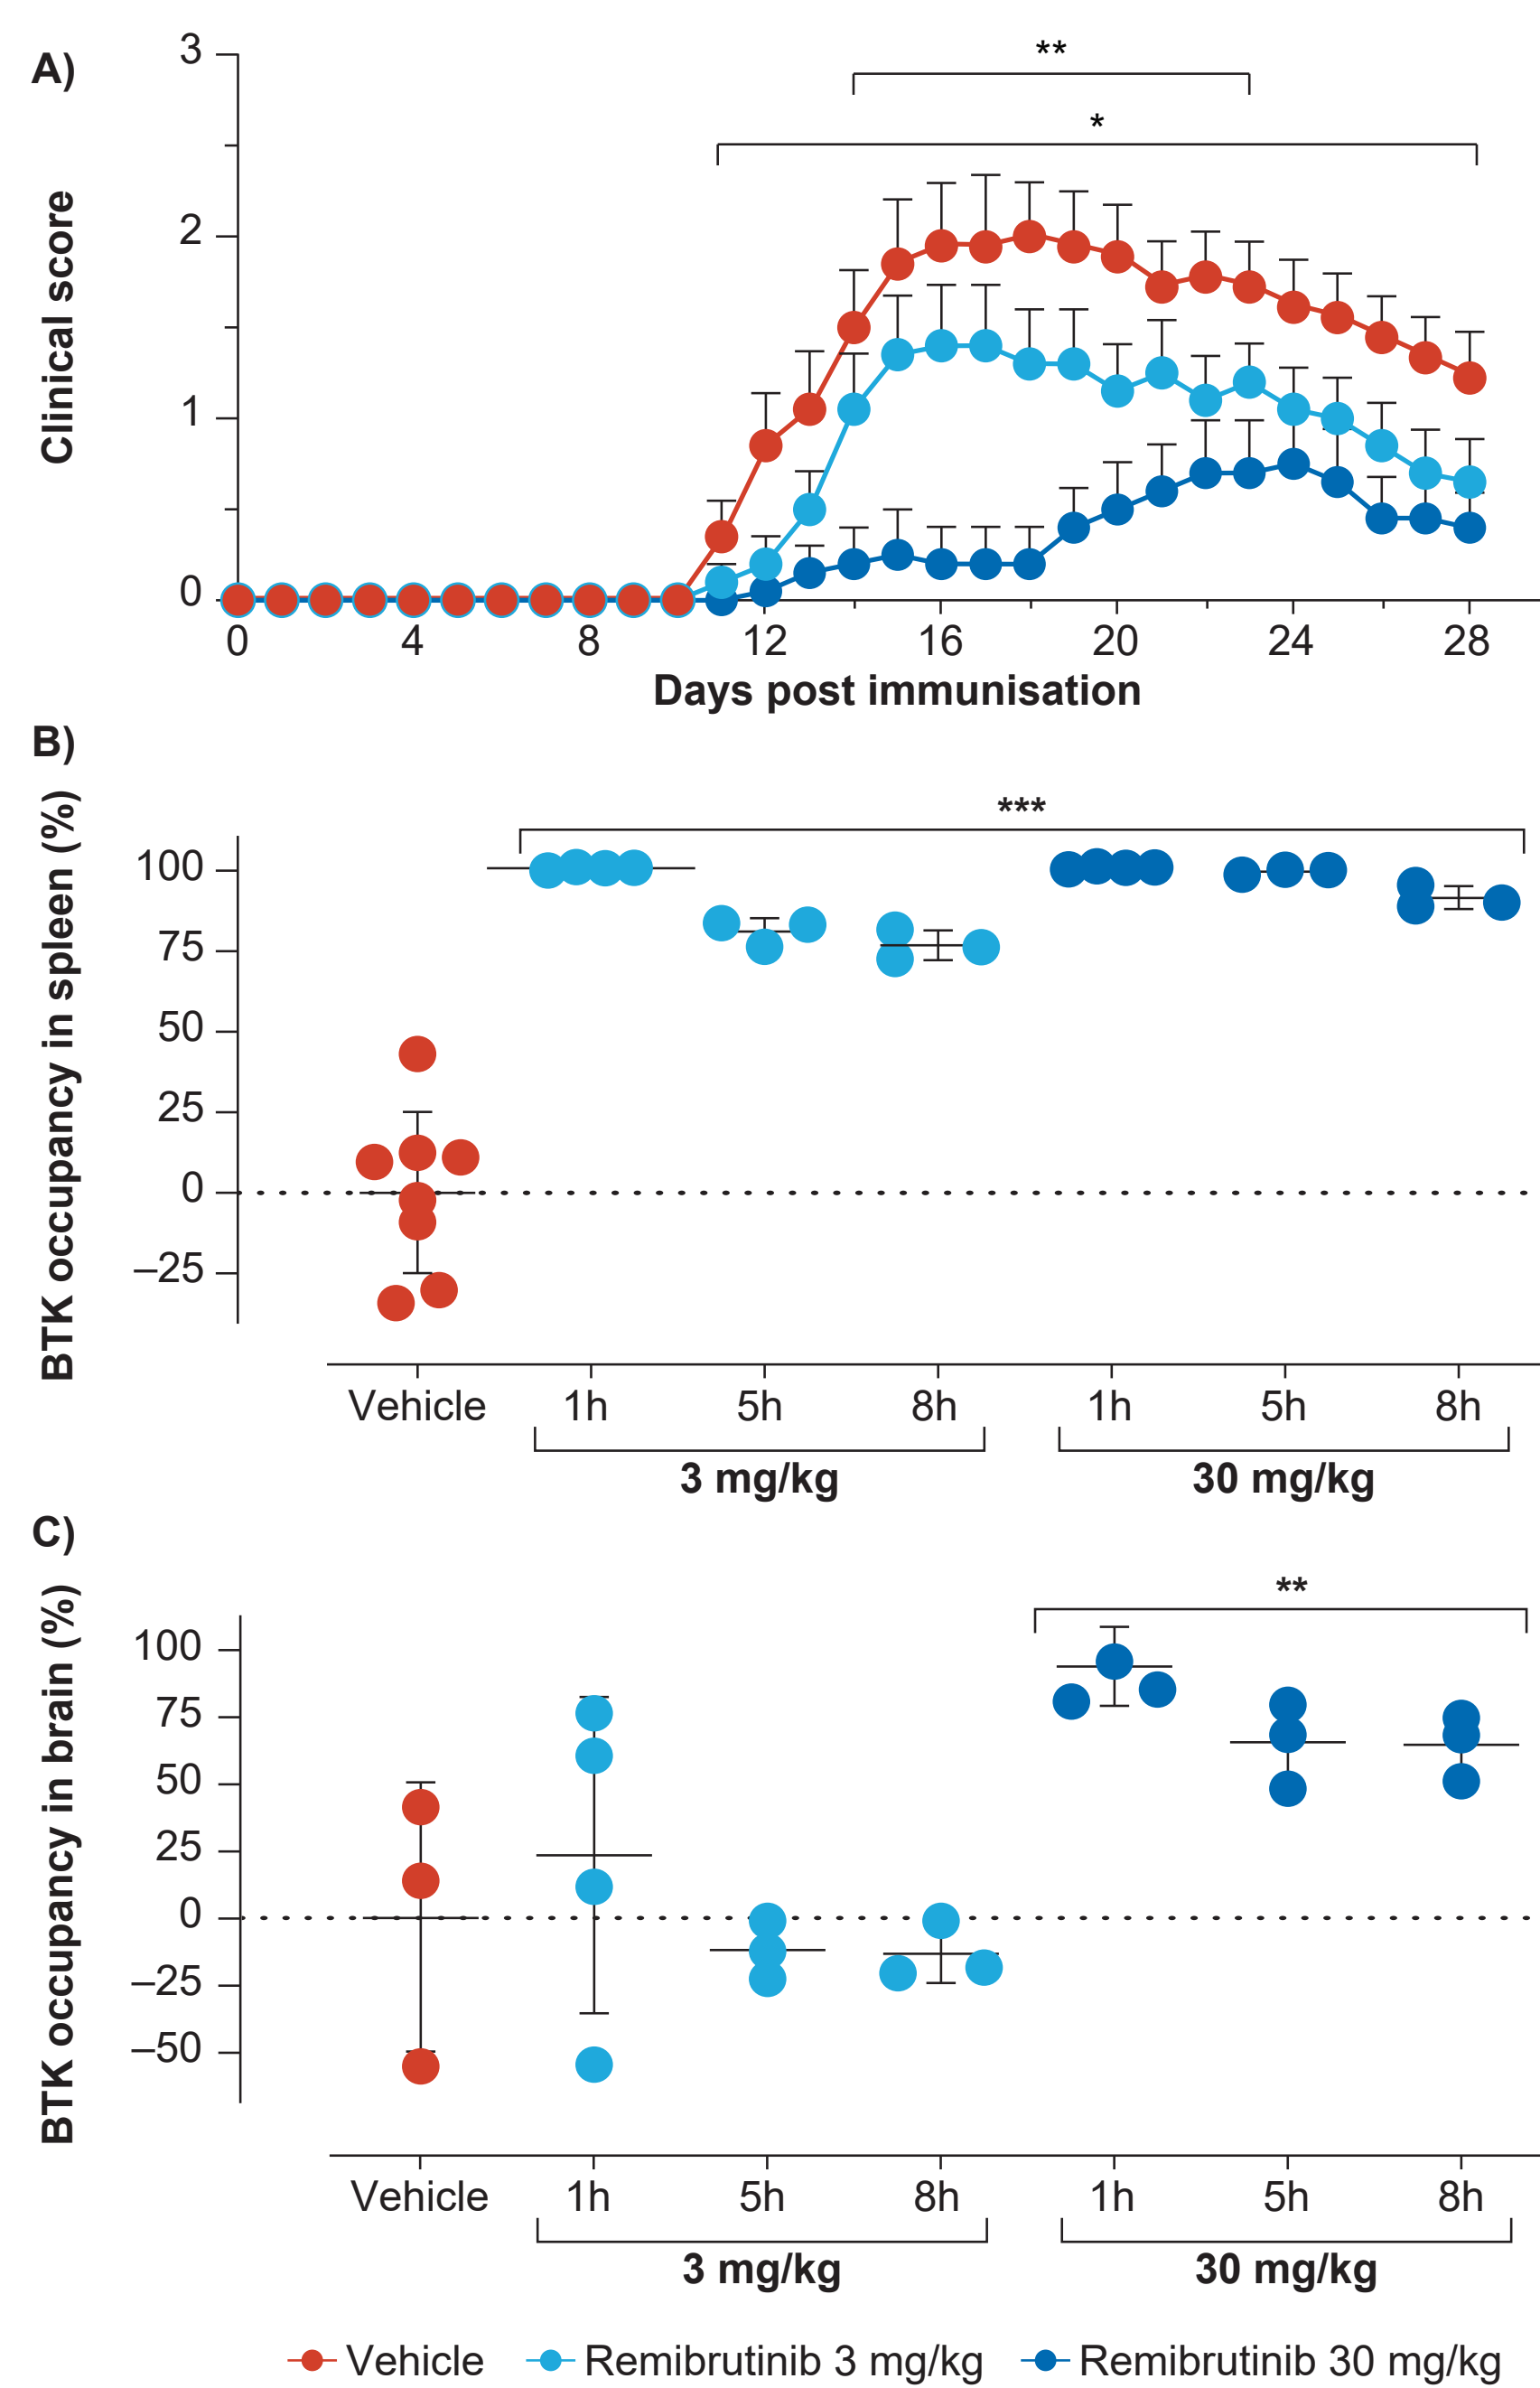 A)
Clinical score
3
2
1
0
**
*
0 4 8 12 16 20 24 28
Days post immunisation
B)
BTK occupancy in spleen (%)
100
75
50
25
0
–25
***
Vehicle 1h 5h 8h 1h 5h 8h
3 mg/kg 30 mg/kg
C)
BTK occupancy in brain (%)
100
75
50
25
0
–25
–50
**
Vehicle 1h 5h 8h 1h 5h 8h
3 mg/kg 30 mg/kg
Vehicle Remibrutinib 3 mg/kg Remibrutinib 30 mg/kg